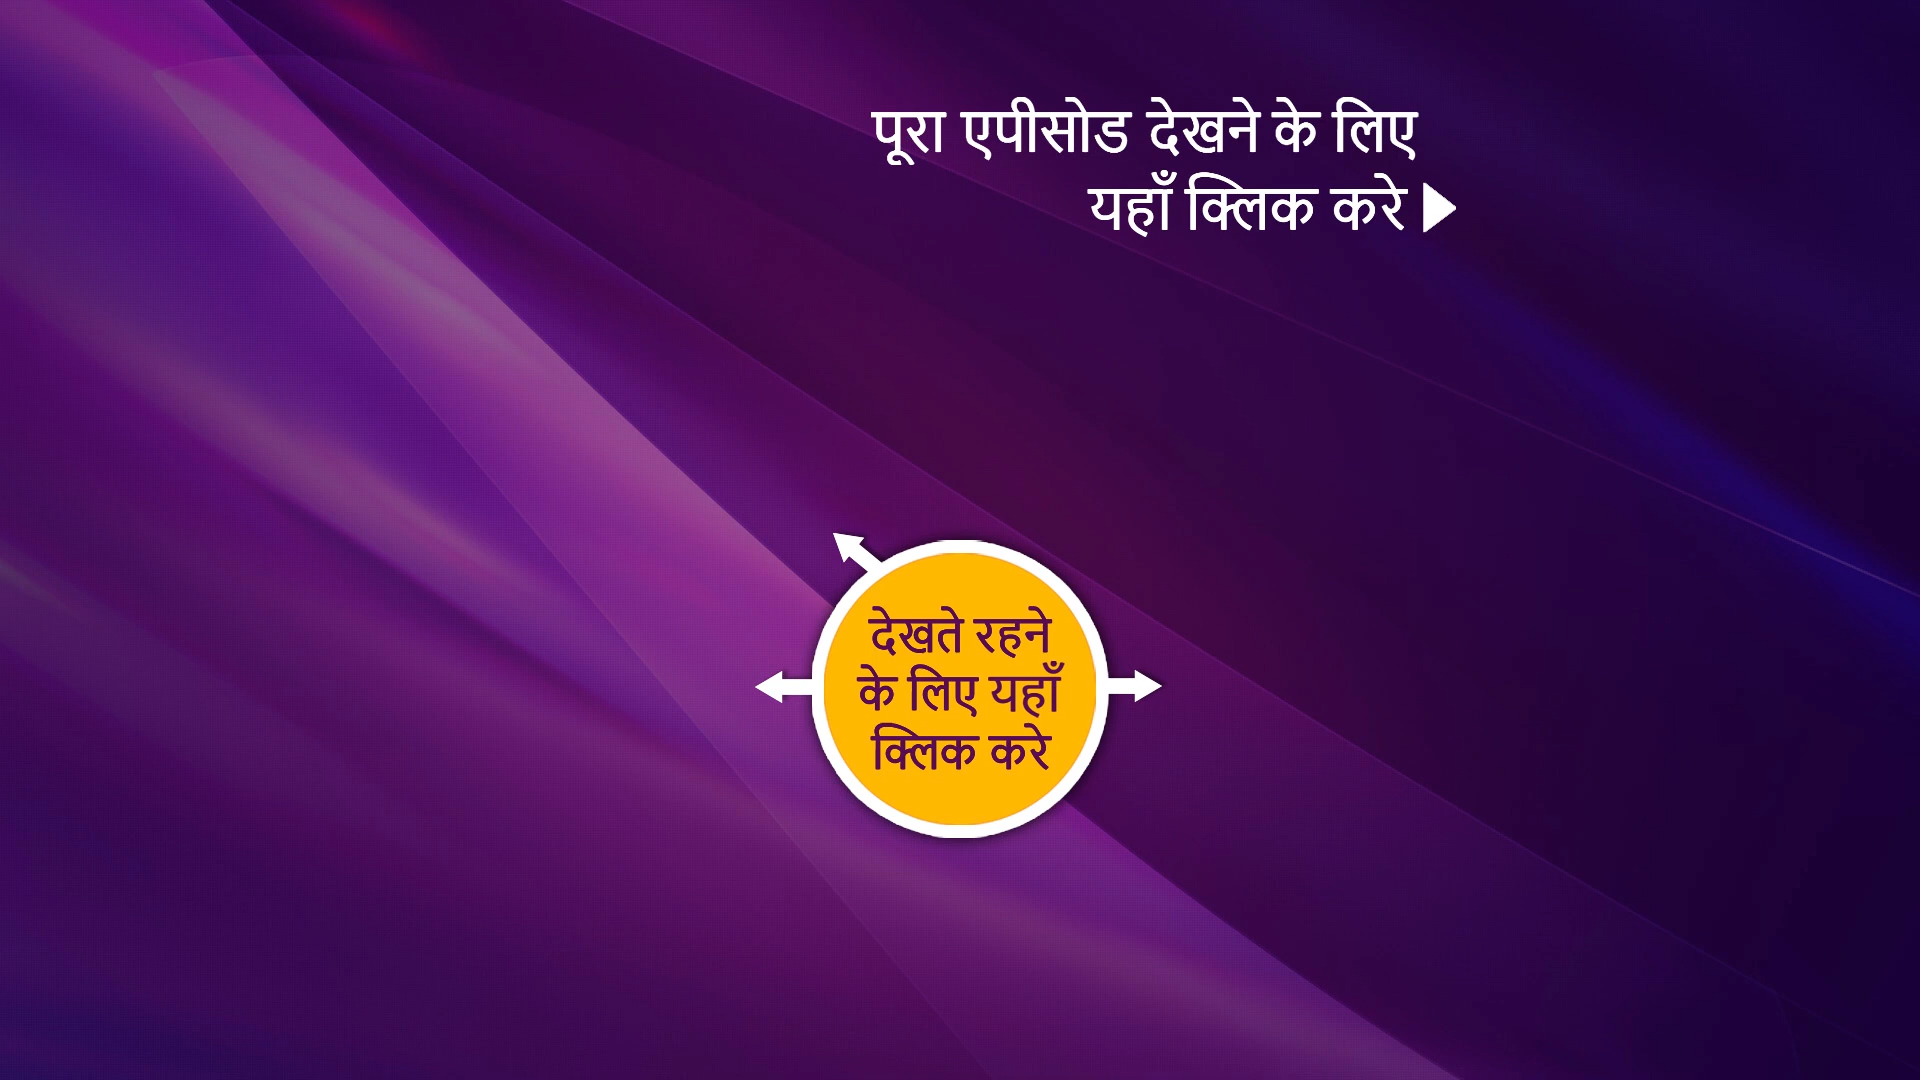 पूरा एपीसोड देखने के लिए
यहाँ क्लिक करे
देखते रहने
के लिए यहाँ
क्लिक करे